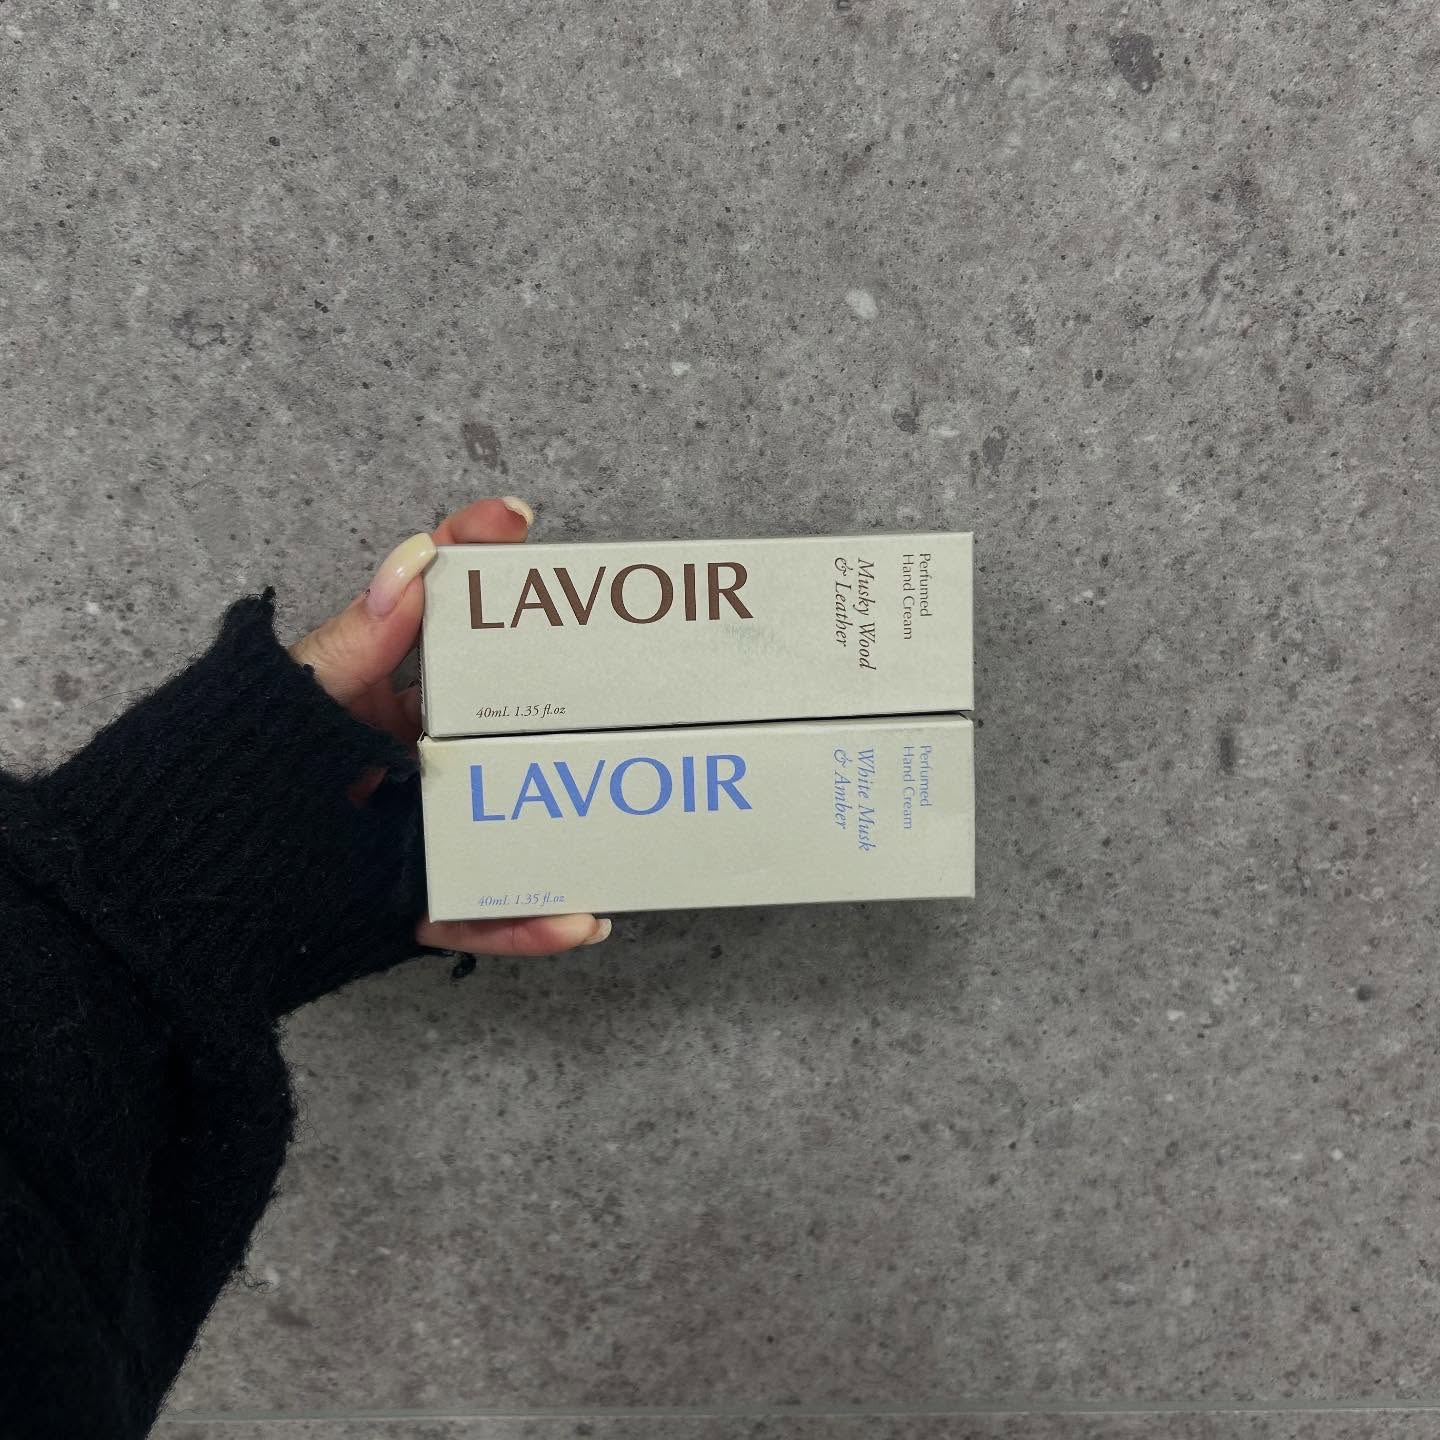 LAVOIR
Musky Wood
& Leather
Perfumed
Hand Cream
40mL 1.35 fl.oz
LAVOIR
White Musk
& Amber
Perfumed
Hand Cream
40mL 1.35 fl.oz